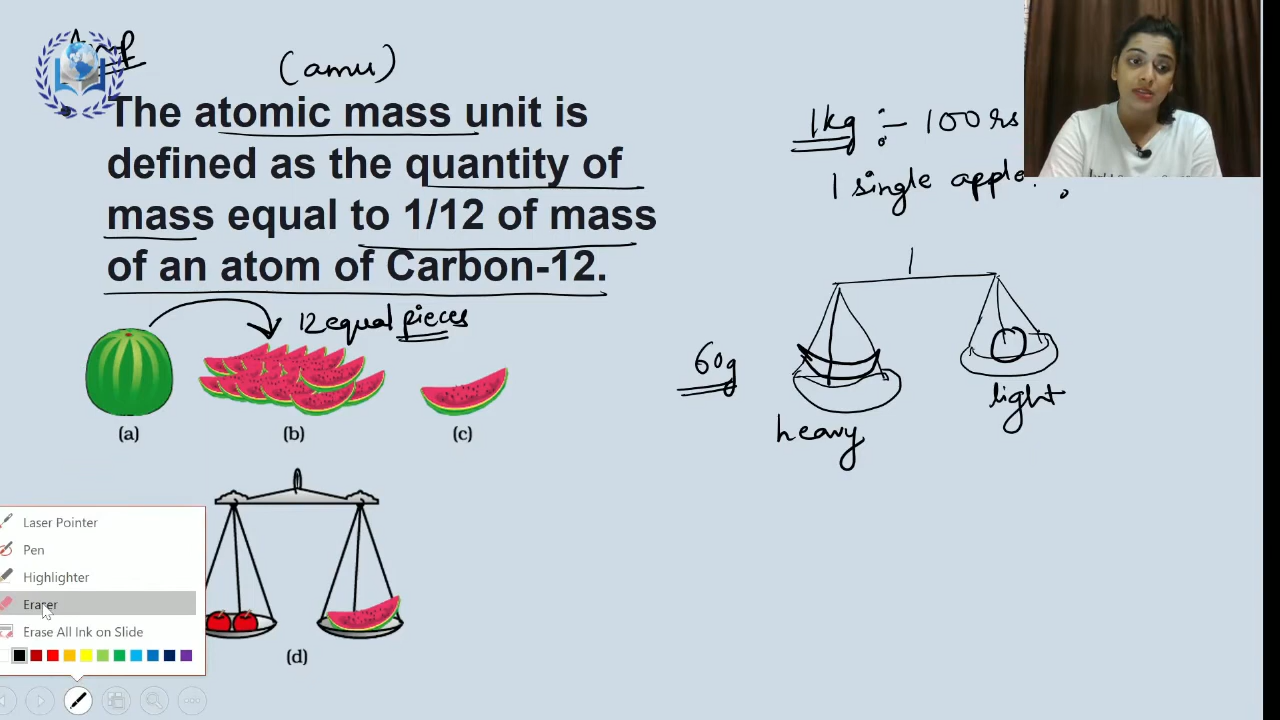 Imp
(amu)
The atomic mass unit is
defined as the quantity of
mass equal to 1/12 of mass
of an atom of Carbon-12.
12 equal pieces
(a)
(b)
(c)
(d)
1kg :- 100 rs
1 single apple
60g
heavy
light
Laser Pointer
Pen
Highlighter
Eraser
Erase All Ink on Slide